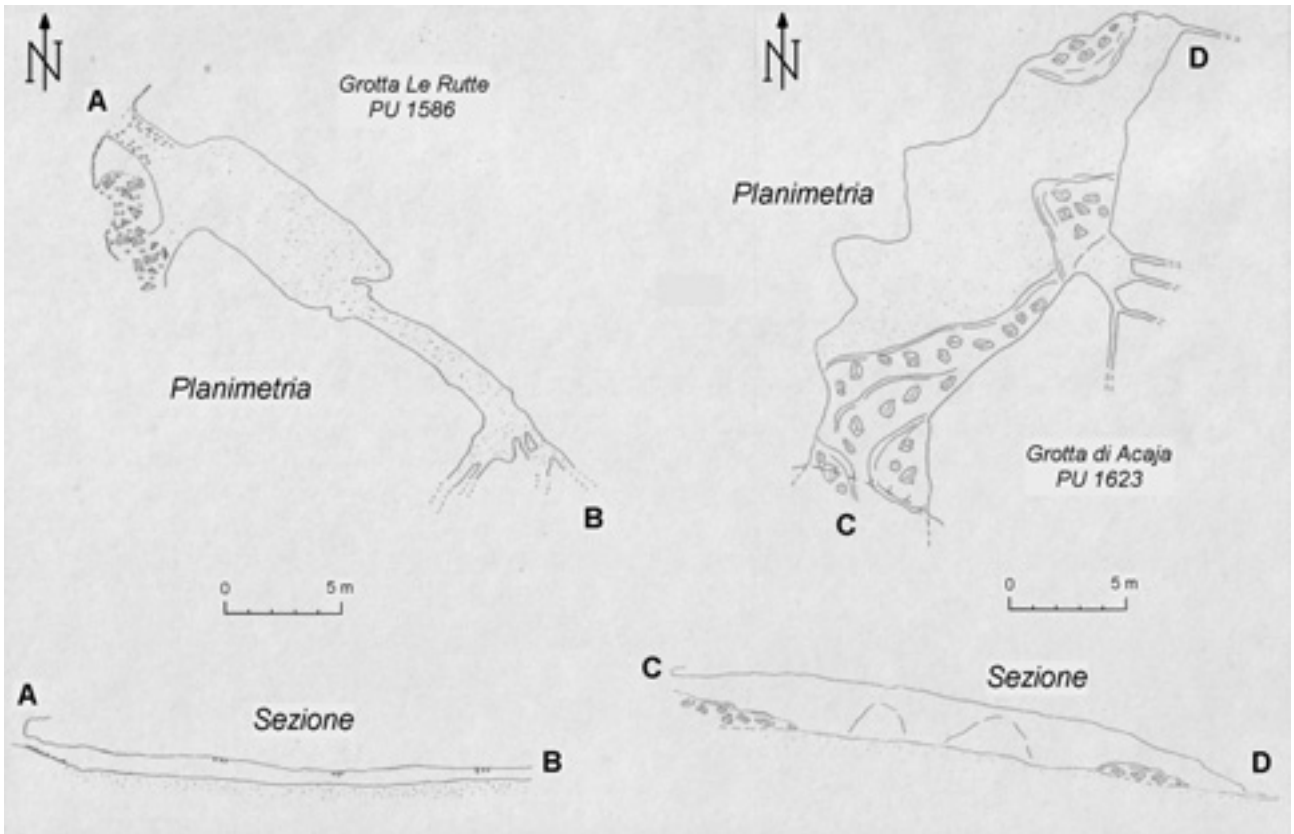 N
A
Grotta Le Rutte
PU 1586
Planimetria
B
0 5 m
A
Sezione
B
N
D
Planimetria
Grotta di Acaja
PU 1623
C
0 5 m
C
Sezione
D